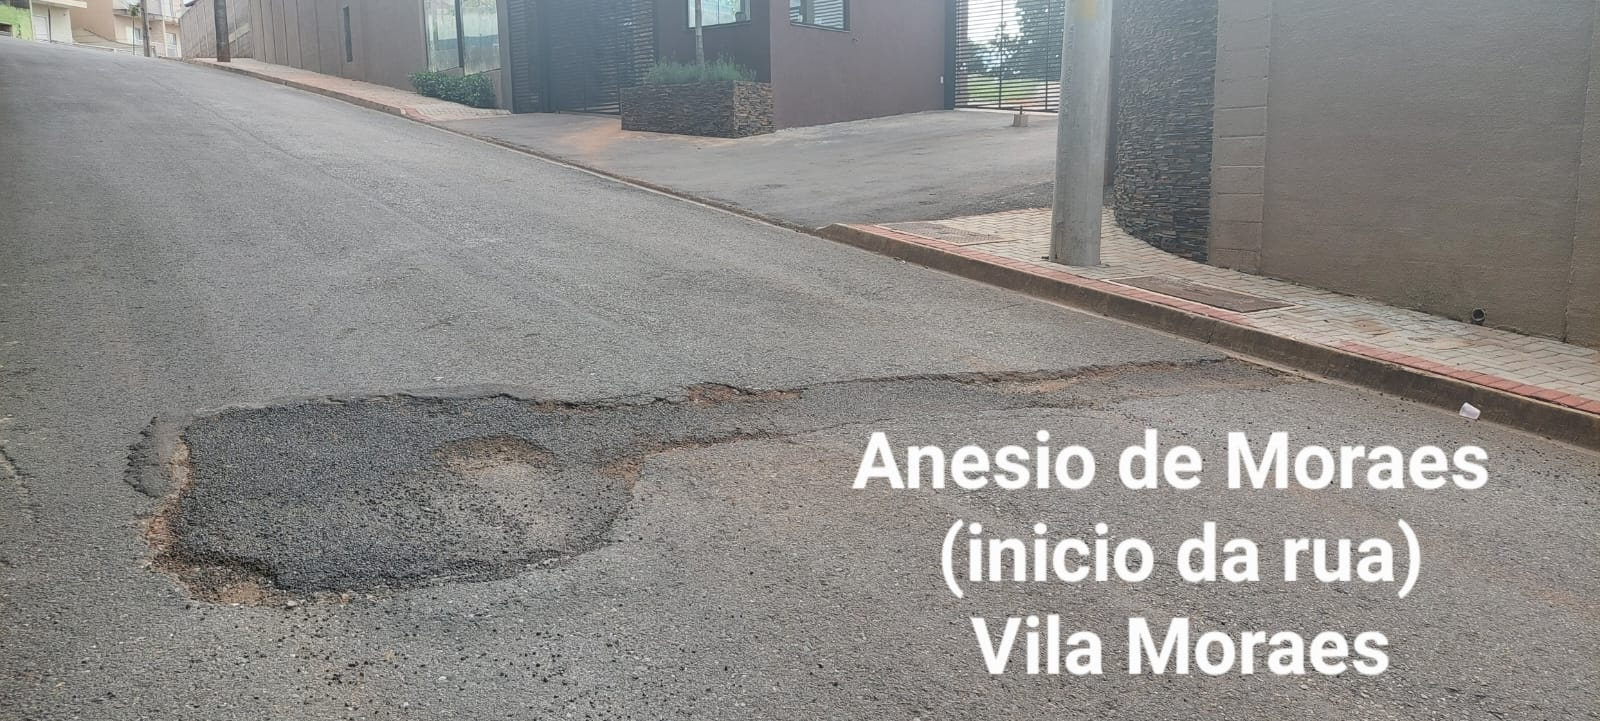 Anesio de Moraes
(inicio da rua)
Vila Moraes